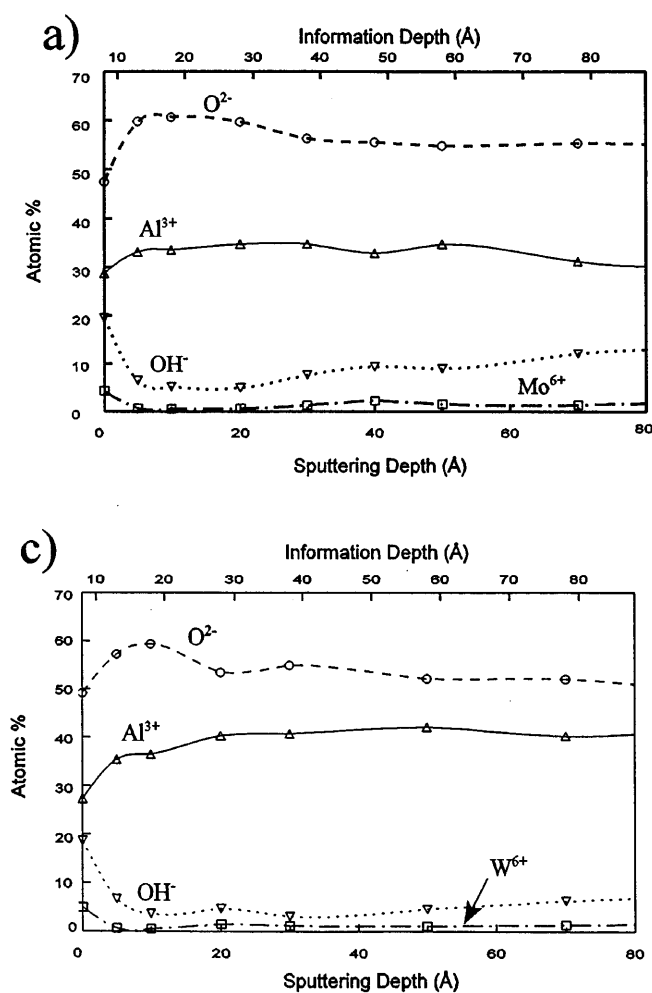 a)
Information Depth (Å)
10 20 30 40 50 60 70 80
70
60
50
40
30
20
10
0
Atomic %
O2-
Al3+
OH-
Mo6+
0 20 40 60 80
Sputtering Depth (Å)
c)
Information Depth (Å)
10 20 30 40 50 60 70 80
70
60
50
40
30
20
10
0
Atomic %
O2-
Al3+
OH-
W6+
0 20 40 60 80
Sputtering Depth (Å)